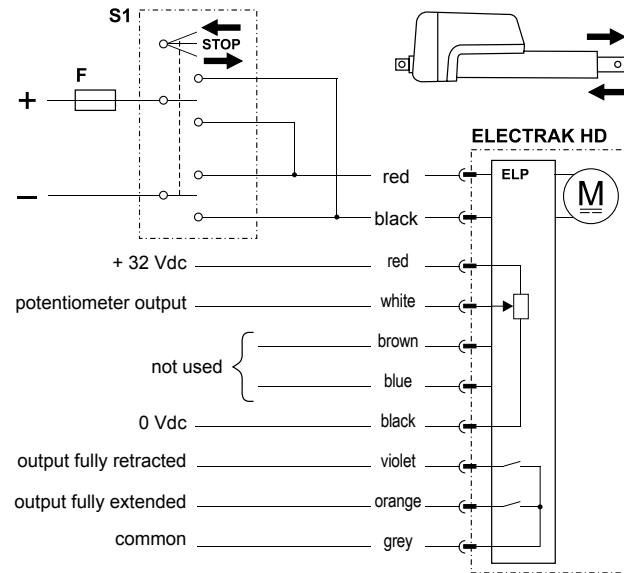 S1
STOP
F
+
−
ELECTRAK HD
ELP
M
red
black
+ 32 Vdc red
potentiometer output white
not used
brown
blue
0 Vdc black
output fully retracted violet
output fully extended orange
common grey